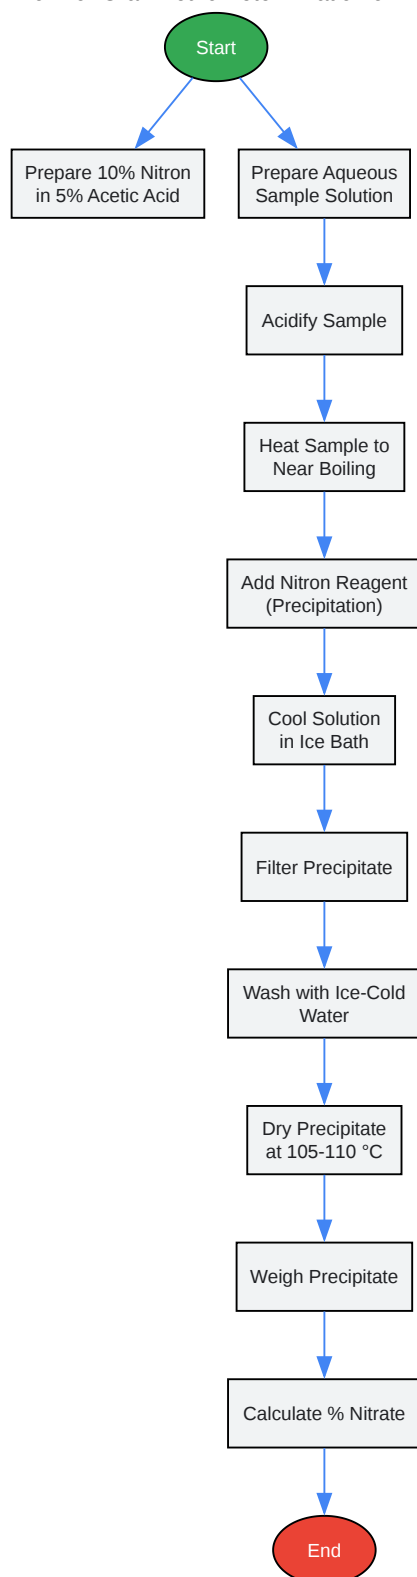 Start
Prepare 10% Nitron
in 5% Acetic Acid
Prepare Aqueous
Sample Solution
Acidify Sample
Heat Sample to
Near Boiling
Add Nitron Reagent
(Precipitation)
Cool Solution
in Ice Bath
Filter Precipitate
Wash with Ice-Cold
Water
Dry Precipitate
at 105-110 °C
Weigh Precipitate
Calculate % Nitrate
End